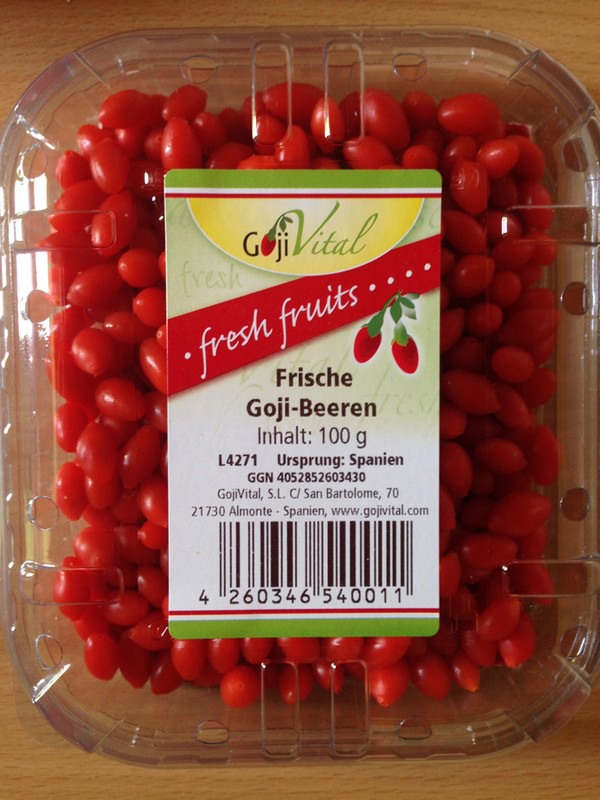 GojiVital
fresh
• fresh fruits • • • •
fresh
Frische
Goji-Beeren
Inhalt: 100 g
L4271 Ursprung: Spanien
GGN 4052852603430
GojiVital, S.L. C/ San Bartolome, 70
21730 Almonte - Spanien, www.gojivital.com
4 260346 540011